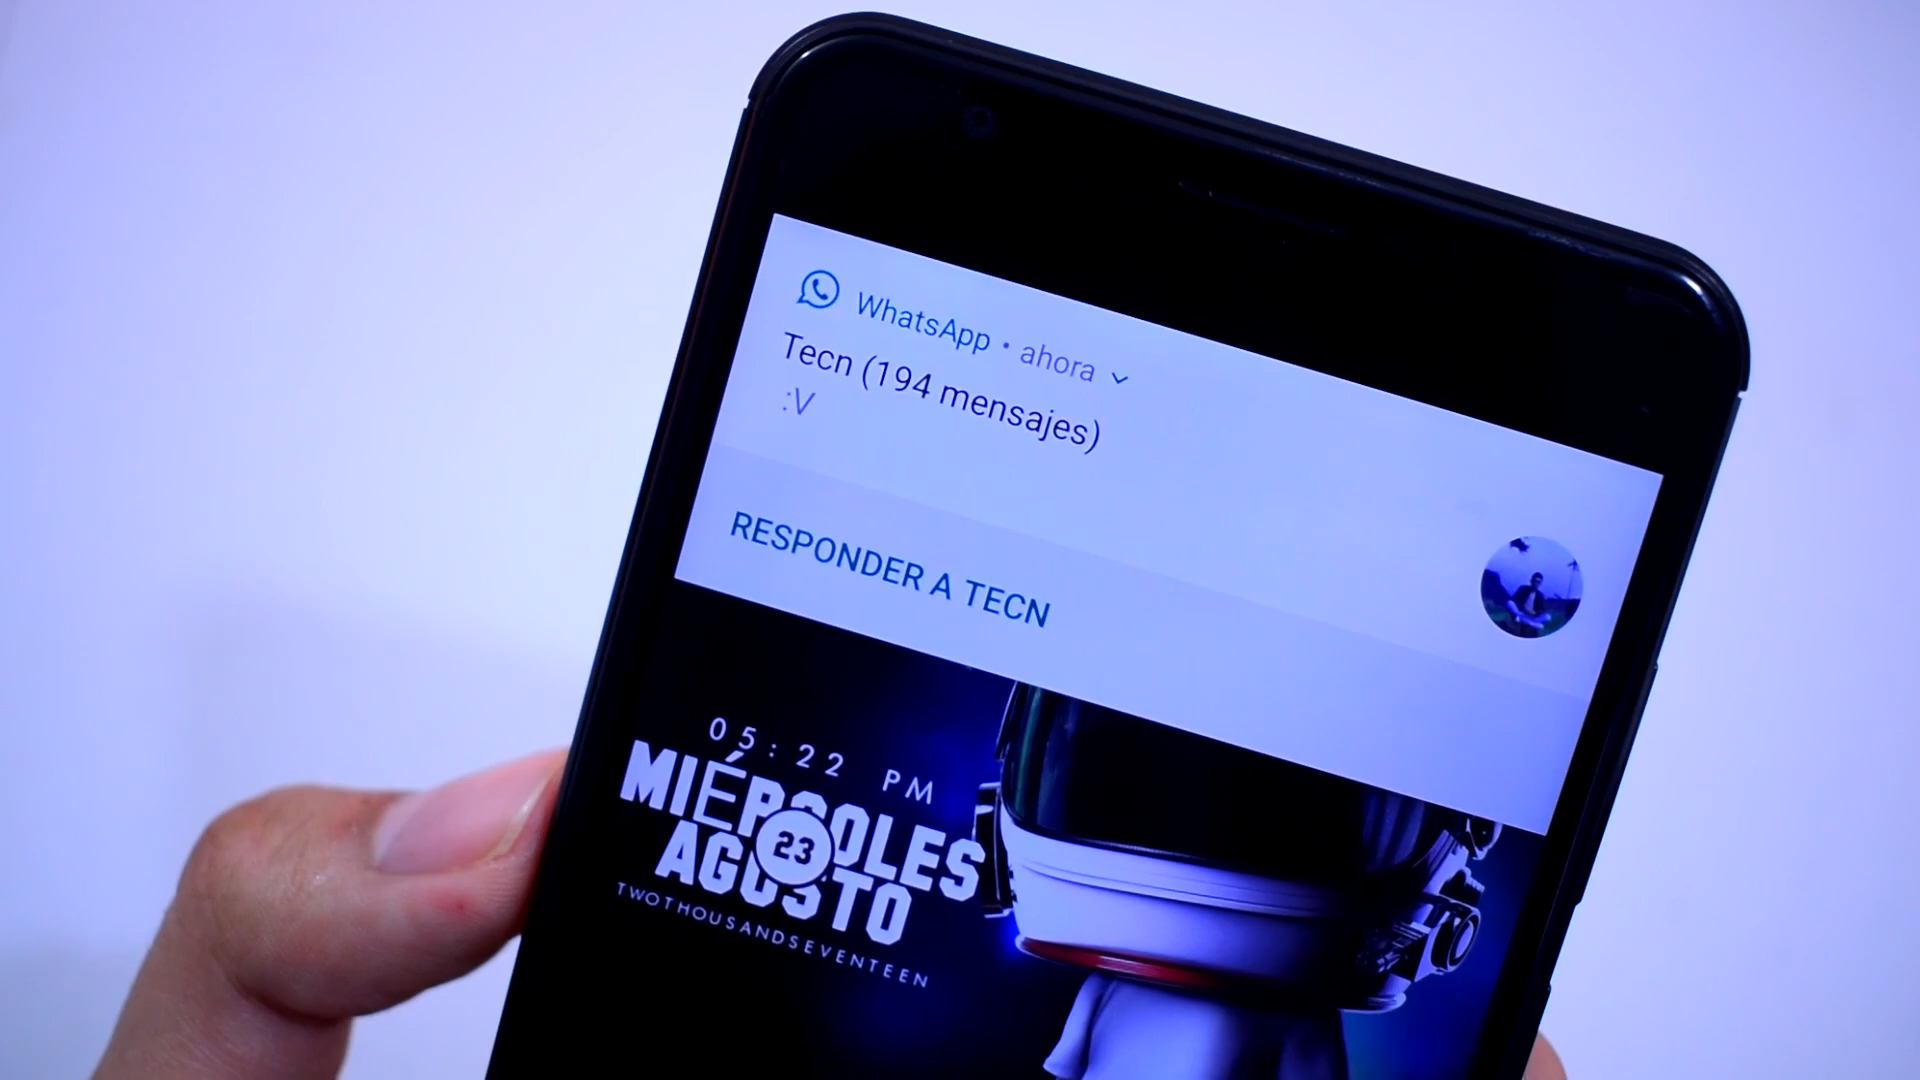 WhatsApp • ahora
Tecn (194 mensajes)
:V
RESPONDER A TECN
05:22 PM
MIÉRCOLES
23
AGOSTO
TWOTHOUSANDSEVENTEEN